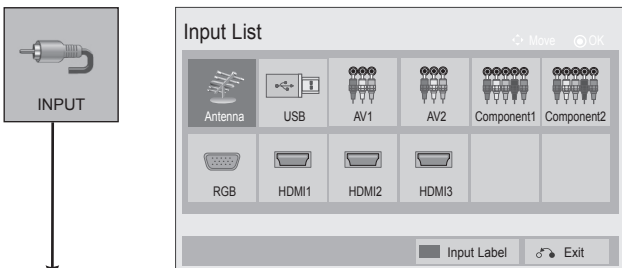 INPUT
Input List
Move OK
Antenna USB AV1 AV2 Component1 Component2
RGB HDMI1 HDMI2 HDMI3
Input Label Exit